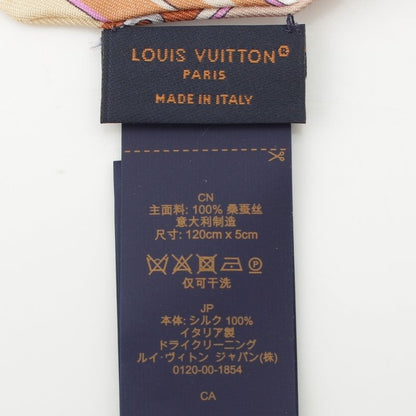 LOUIS VUITTON®
PARIS
MADE IN ITALY
CN
主面料: 100% 桑蚕丝
意大利制造
尺寸: 120cm x 5cm
仅可干洗
JP
本体: シルク 100%
イタリア製
ドライクリーニング
ルイ・ヴィトン ジャパン(株)
0120-00-1854
CA